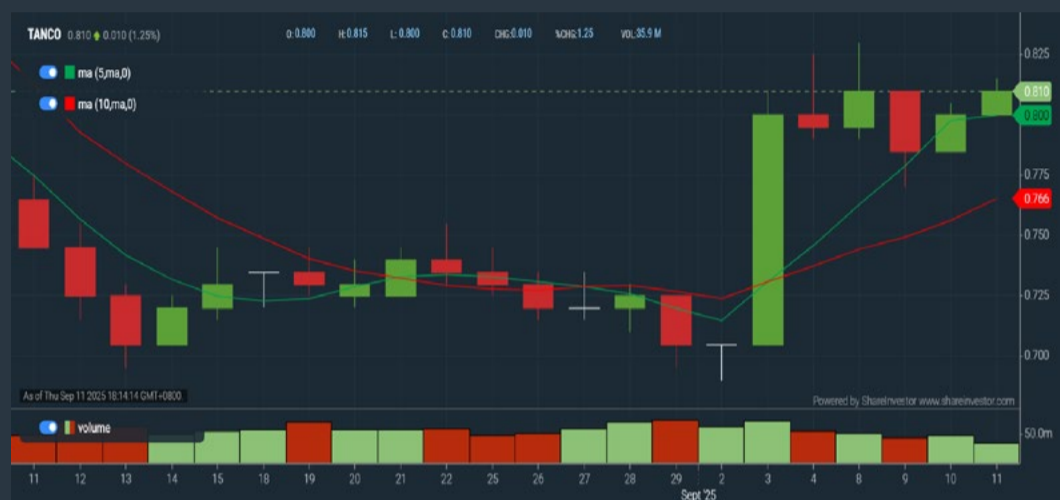 TANCO 0.810 0.010 (1.25%) O: 0.800 H: 0.815 L: 0.800 C: 0.810 CHG:0.010 %CHG:1.25 VOL:35.9 M
ma (5,ma,0)
ma (10,ma,0)
0.825
0.810
0.800
0.775
0.766
0.750
0.725
0.700
As of Thu Sep 11 2025 18:14:14 GMT+0800
Powered by ShareInvestor www.shareinvestor.com
volume
50.0m
11 12 13 14 15 18 19 20 21 22 25 26 27 28 29 2 3 4 8 9 10 11
Sept '25